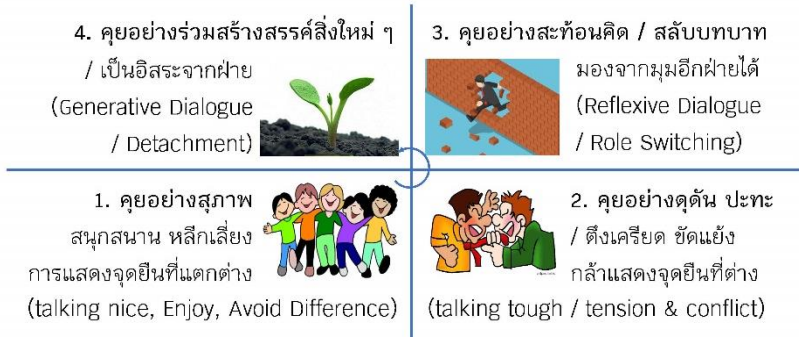 4. คุยอย่างร่วมสร้างสรรค์สิ่งใหม่ ๆ
/ เป็นอิสระจากฝ่าย
(Generative Dialogue
/ Detachment)
3. คุยอย่างสะท้อนคิด / สลับบทบาท
มองจากมุมอีกฝ่ายได้
(Reflexive Dialogue
/ Role Switching)
1. คุยอย่างสุภาพ
สนุกสนาน หลีกเลี่ยง
การแสดงจุดยืนที่แตกต่าง
(talking nice, Enjoy, Avoid Difference)
2. คุยอย่างดุดัน ปะทะ
/ ตึงเครียด ขัดแย้ง
กล้าแสดงจุดยืนที่ต่าง
(talking tough / tension & conflict)